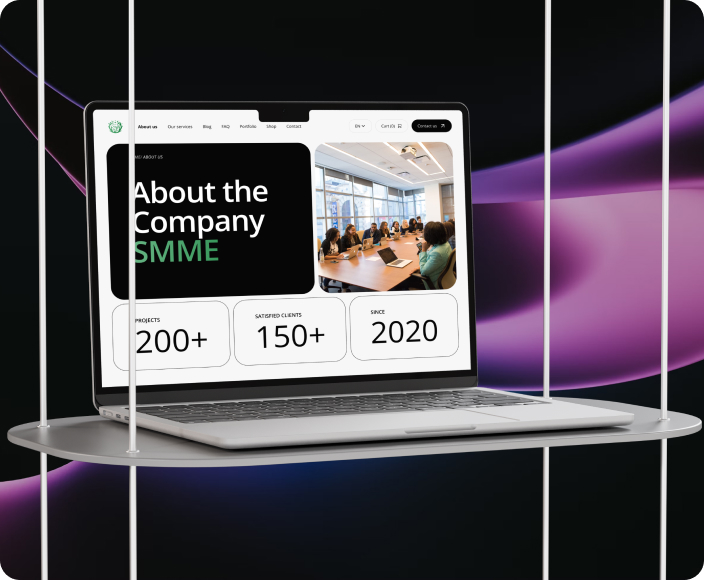 About us Our services Blog FAQ Portfolio Shop Contact EN Cart (0) Contact us
ABOUT US
About the
Company
SMME
PROJECTS SATISFIED CLIENTS SINCE
200+ 150+ 2020